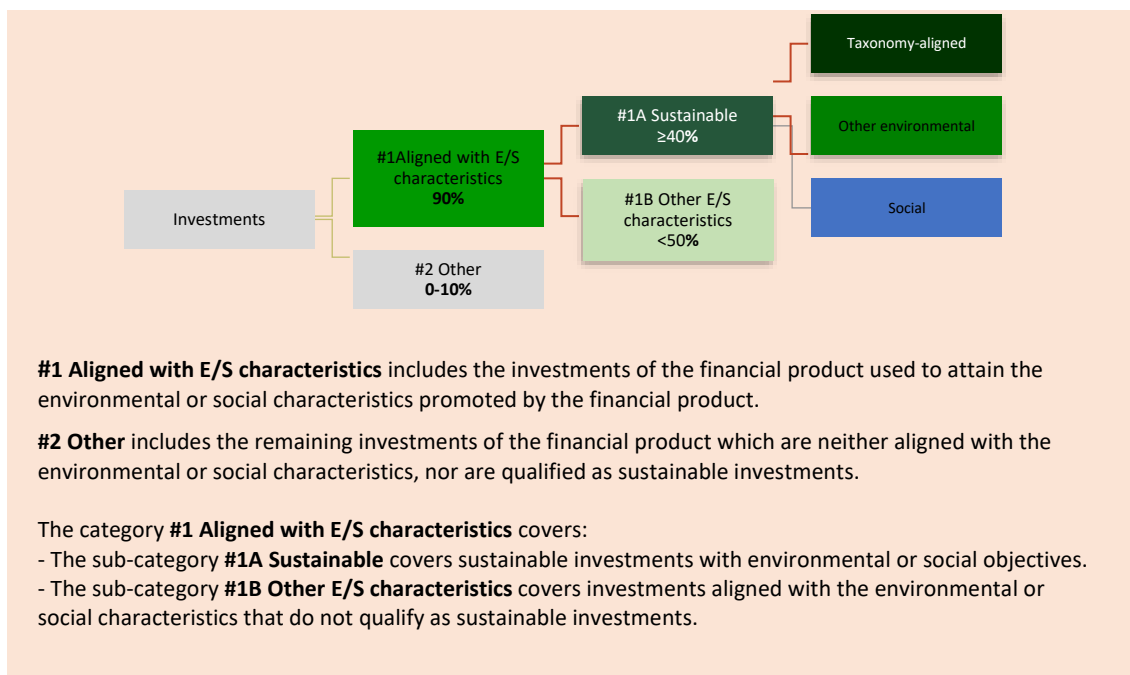 Taxonomy-aligned
#1A Sustainable
≥40%
Other environmental
#1Aligned with E/S
characteristics
90%
#1B Other E/S
characteristics
<50%
Social
Investments
#2 Other
0-10%
#1 Aligned with E/S characteristics includes the investments of the financial product used to attain the
environmental or social characteristics promoted by the financial product.
#2 Other includes the remaining investments of the financial product which are neither aligned with the
environmental or social characteristics, nor are qualified as sustainable investments.
The category #1 Aligned with E/S characteristics covers:
- The sub-category #1A Sustainable covers sustainable investments with environmental or social objectives.
- The sub-category #1B Other E/S characteristics covers investments aligned with the environmental or
social characteristics that do not qualify as sustainable investments.